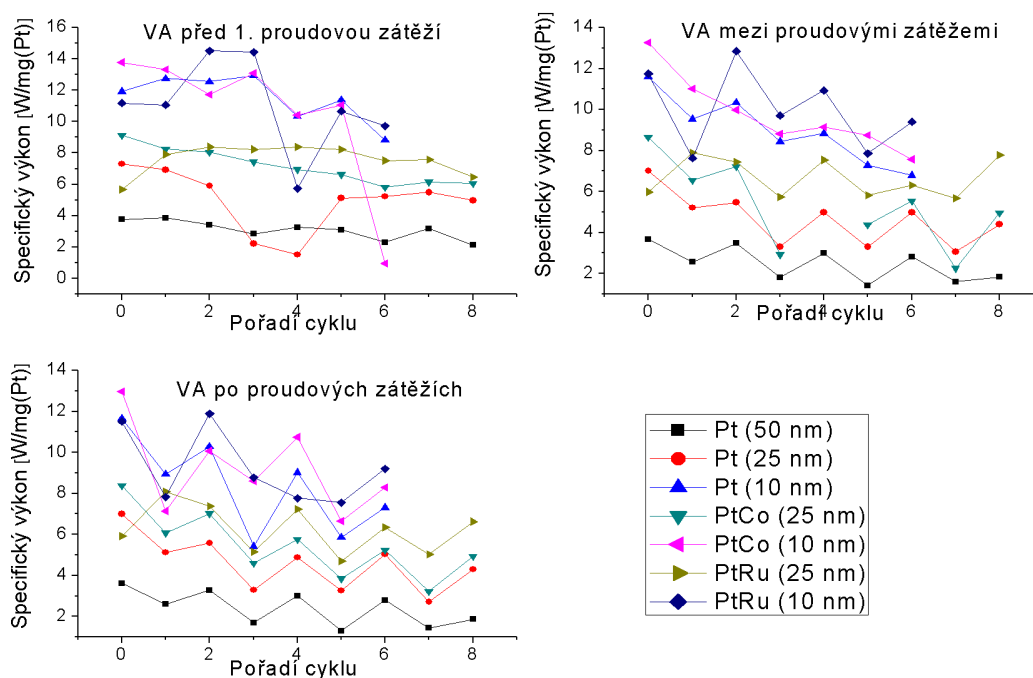 VA před 1. proudovou zátěží
Specifický výkon [W/mg(Pt)]
16
14
12
10
8
6
4
2
0
0 2 4 6 8
Pořadí cyklu
VA mezi proudovými zátěžemi
Specifický výkon [W/mg(Pt)]
14
12
10
8
6
4
2
0 2 4 6 8
Pořadí cyklu
VA po proudových zátěžích
Specifický výkon [W/mg(Pt)]
14
12
10
8
6
4
2
0 2 4 6 8
Pořadí cyklu
Pt (50 nm)
Pt (25 nm)
Pt (10 nm)
PtCo (25 nm)
PtCo (10 nm)
PtRu (25 nm)
PtRu (10 nm)